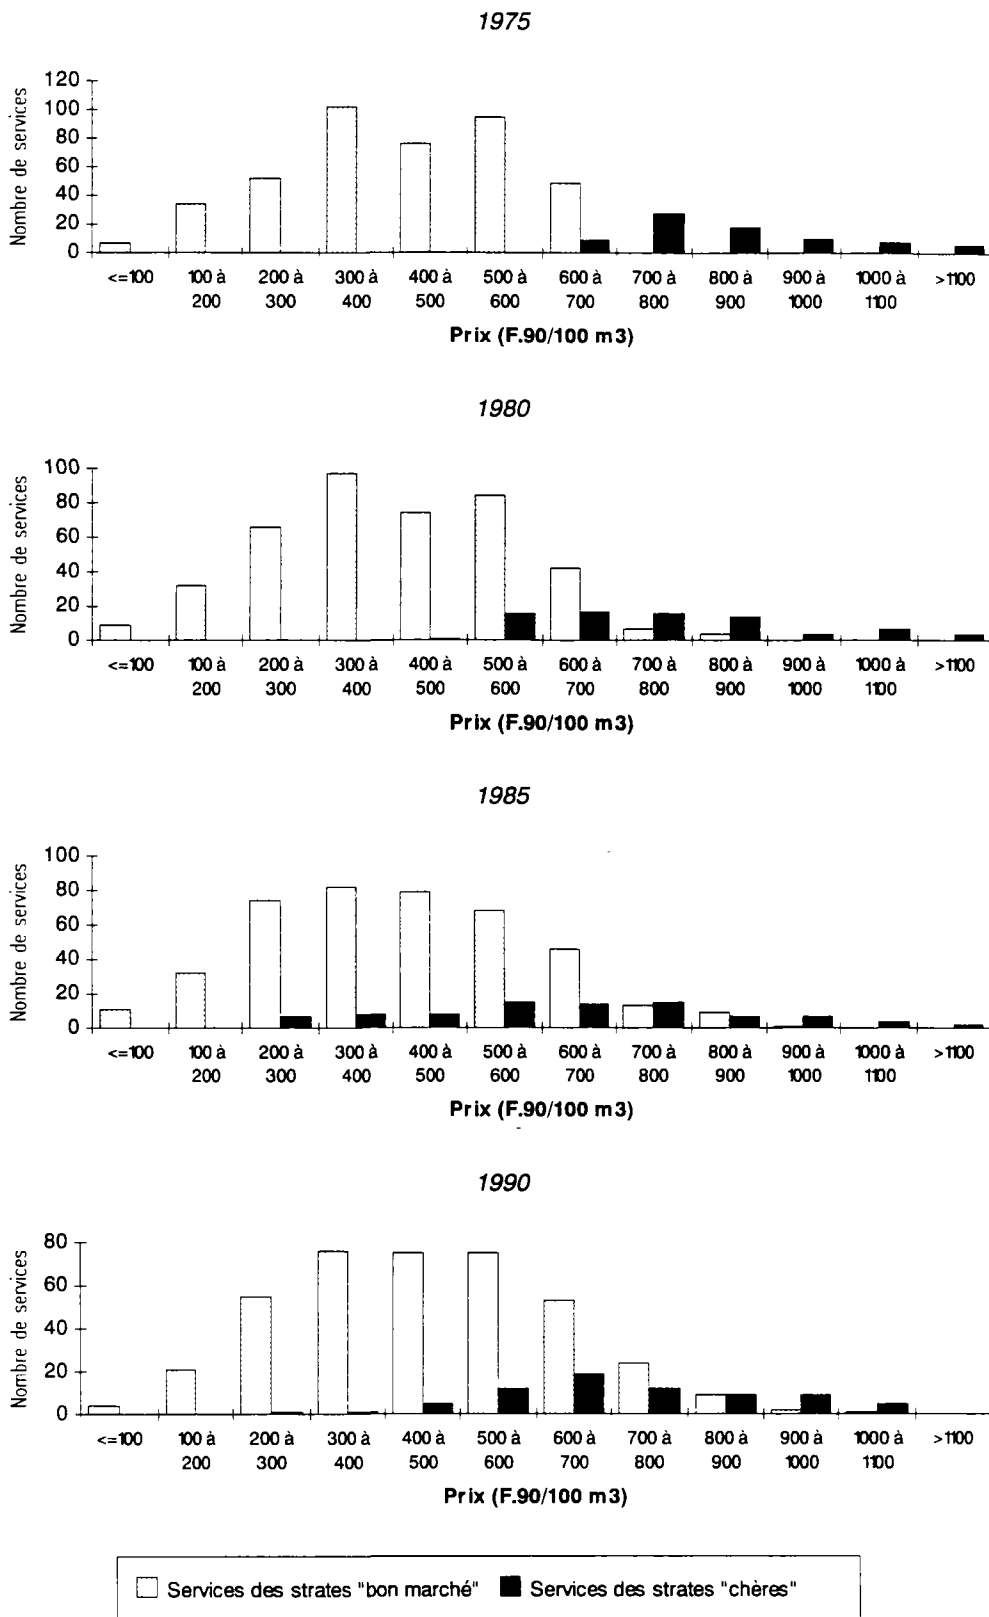 1975
Nombre de services
120
100
80
60
40
20
0
<=100 100 à 200 à 300 à 400 à 500 à 600 à 700 à 800 à 900 à 1000 à >1100
200 300 400 500 600 700 800 900 1000 1100
Prix (F.90/100 m3)
1980
Nombre de services
100
80
60
40
20
0
<=100 100 à 200 à 300 à 400 à 500 à 600 à 700 à 800 à 900 à 1000 à >1100
200 300 400 500 600 700 800 900 1000 1100
Prix (F.90/100 m3)
1985
Nombre de services
100
80
60
40
20
0
<=100 100 à 200 à 300 à 400 à 500 à 600 à 700 à 800 à 900 à 1000 à >1100
200 300 400 500 600 700 800 900 1000 1100
Prix (F.90/100 m3)
1990
Nombre de services
80
60
40
20
0
<=100 100 à 200 à 300 à 400 à 500 à 600 à 700 à 800 à 900 à 1000 à >1100
200 300 400 500 600 700 800 900 1000 1100
Prix (F.90/100 m3)
Services des strates "bon marché" Services des strates "chères"